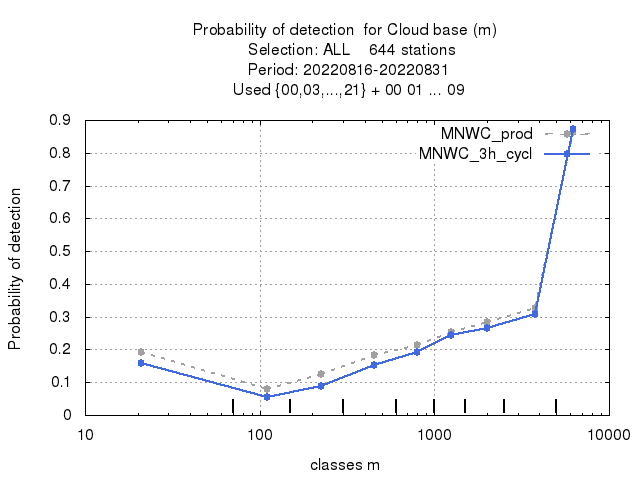 Probability of detection  for Cloud base (m)
Selection: ALL    644 stations
Period: 20220816-20220831
Used {00,03,...,21} + 00 01 ... 09
Probability of detection
0.9
0.8
0.7
0.6
0.5
0.4
0.3
0.2
0.1
0
MNWC_prod
MNWC_3h_cycl
10
100
1000
10000
classes m